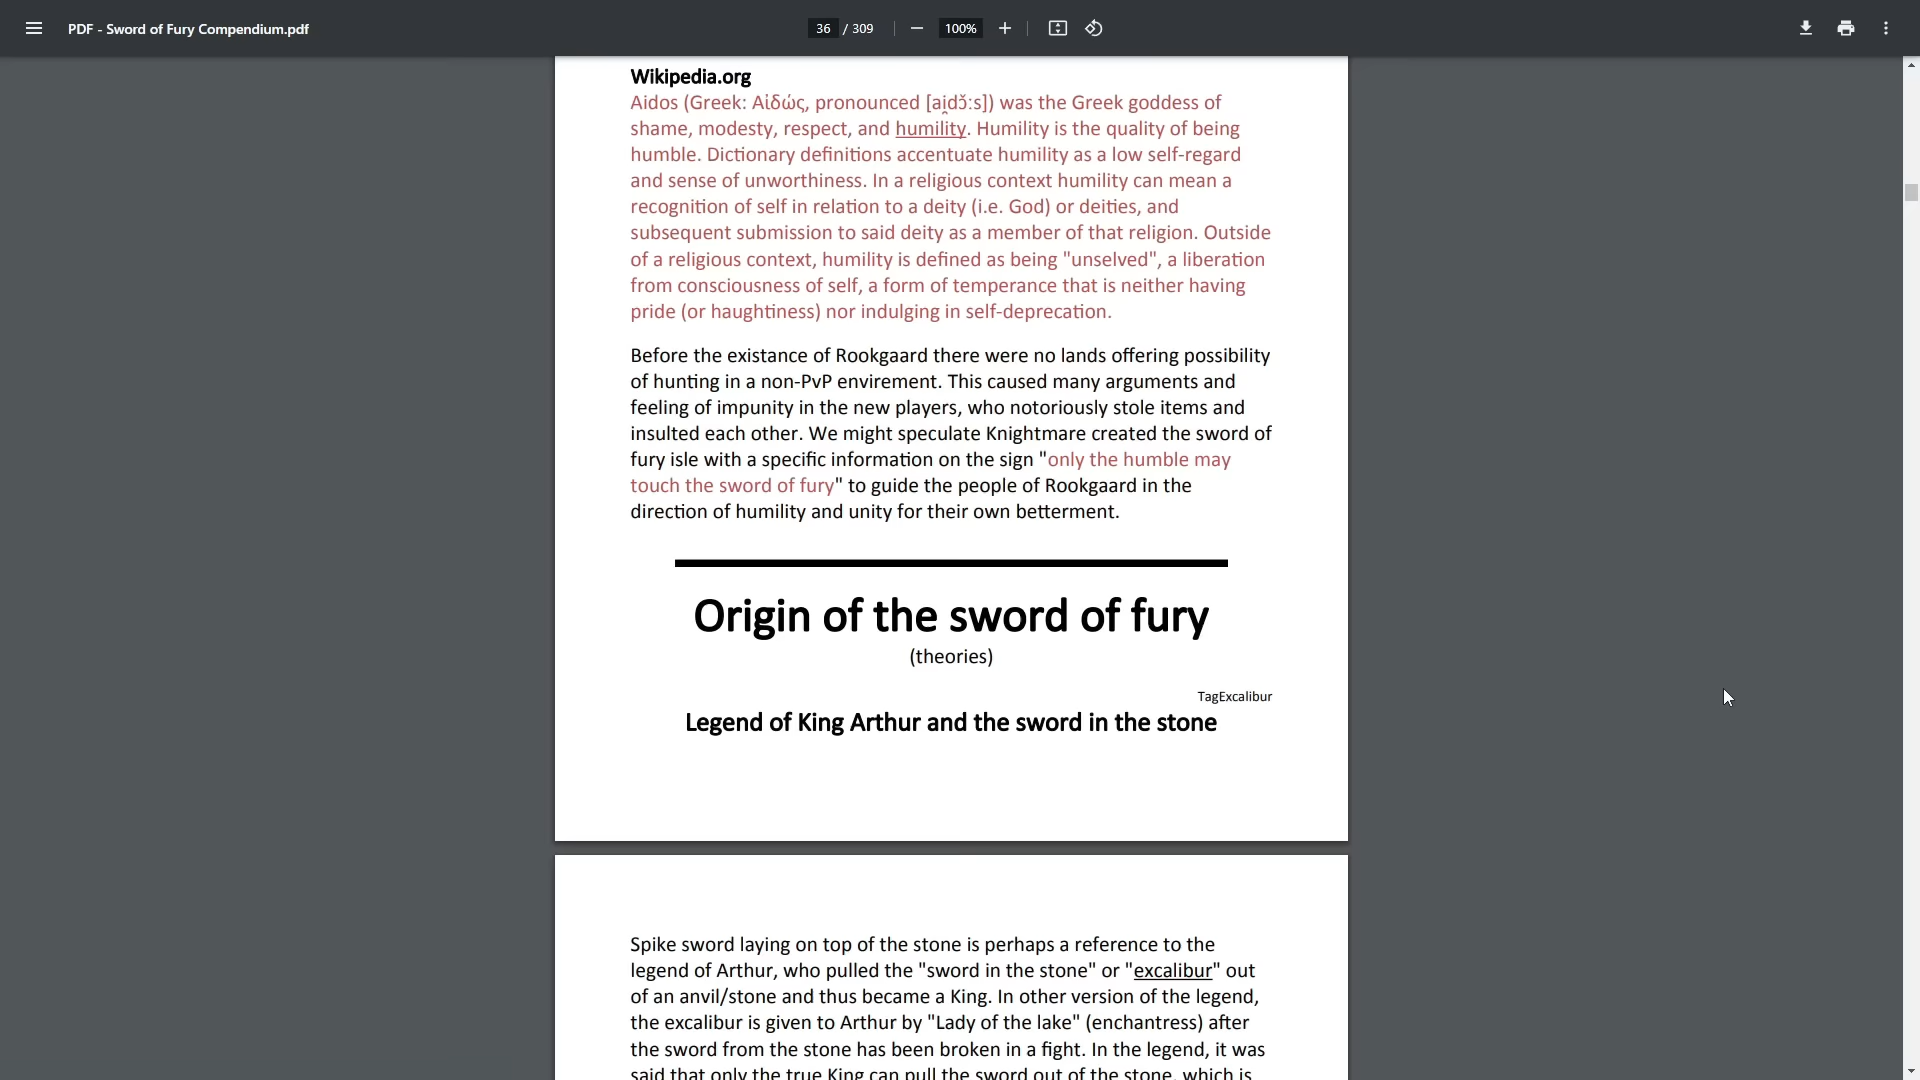 PDF - Sword of Fury Compendium.pdf
36 / 309
100%
Wikipedia.org
Aidos (Greek: Αἰδώς, pronounced [ai̯dɔ̌ːs]) was the Greek goddess of
shame, modesty, respect, and humility. Humility is the quality of being
humble. Dictionary definitions accentuate humility as a low self-regard
and sense of unworthiness. In a religious context humility can mean a
recognition of self in relation to a deity (i.e. God) or deities, and
subsequent submission to said deity as a member of that religion. Outside
of a religious context, humility is defined as being "unselved", a liberation
from consciousness of self, a form of temperance that is neither having
pride (or haughtiness) nor indulging in self-deprecation.
Before the existance of Rookgaard there were no lands offering possibility
of hunting in a non-PvP envirement. This caused many arguments and
feeling of impunity in the new players, who notoriously stole items and
insulted each other. We might speculate Knightmare created the sword of
fury isle with a specific information on the sign "only the humble may
touch the sword of fury" to guide the people of Rookgaard in the
direction of humility and unity for their own betterment.
Origin of the sword of fury
(theories)
TagExcalibur
Legend of King Arthur and the sword in the stone
Spike sword laying on top of the stone is perhaps a reference to the
legend of Arthur, who pulled the "sword in the stone" or "excalibur" out
of an anvil/stone and thus became a King. In other version of the legend,
the excalibur is given to Arthur by "Lady of the lake" (enchantress) after
the sword from the stone has been broken in a fight. In the legend, it was
said that only the true King can pull the sword out of the stone, which is